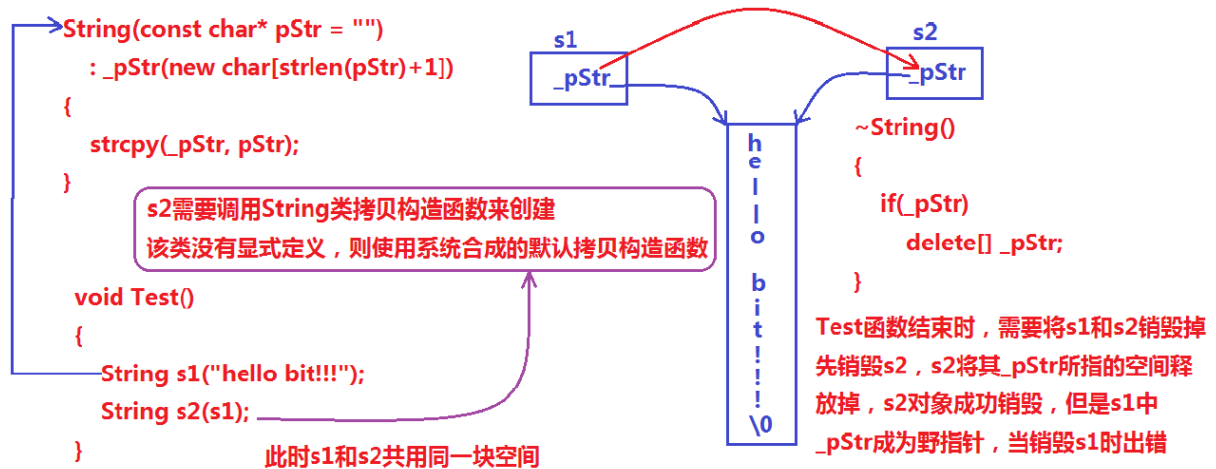 String(const char* pStr = "")
: _pStr(new char[strlen(pStr)+1])
{
strcpy(_pStr, pStr);
}
s2需要调用String类拷贝构造函数来创建
该类没有显式定义，则使用系统合成的默认拷贝构造函数
void Test()
{
String s1("hello bit!!!");
String s2(s1);
}
此时s1和s2共用同一块空间
s1
_pStr
s2
_pStr
h
e
l
l
o
b
i
t
!
!
!
\0
~String()
{
if(_pStr)
delete[] _pStr;
}
Test函数结束时，需要将s1和s2销毁掉
先销毁s2，s2将其_pStr所指的空间释
放掉，s2对象成功销毁，但是s1中
_pStr成为野指针，当销毁s1时出错